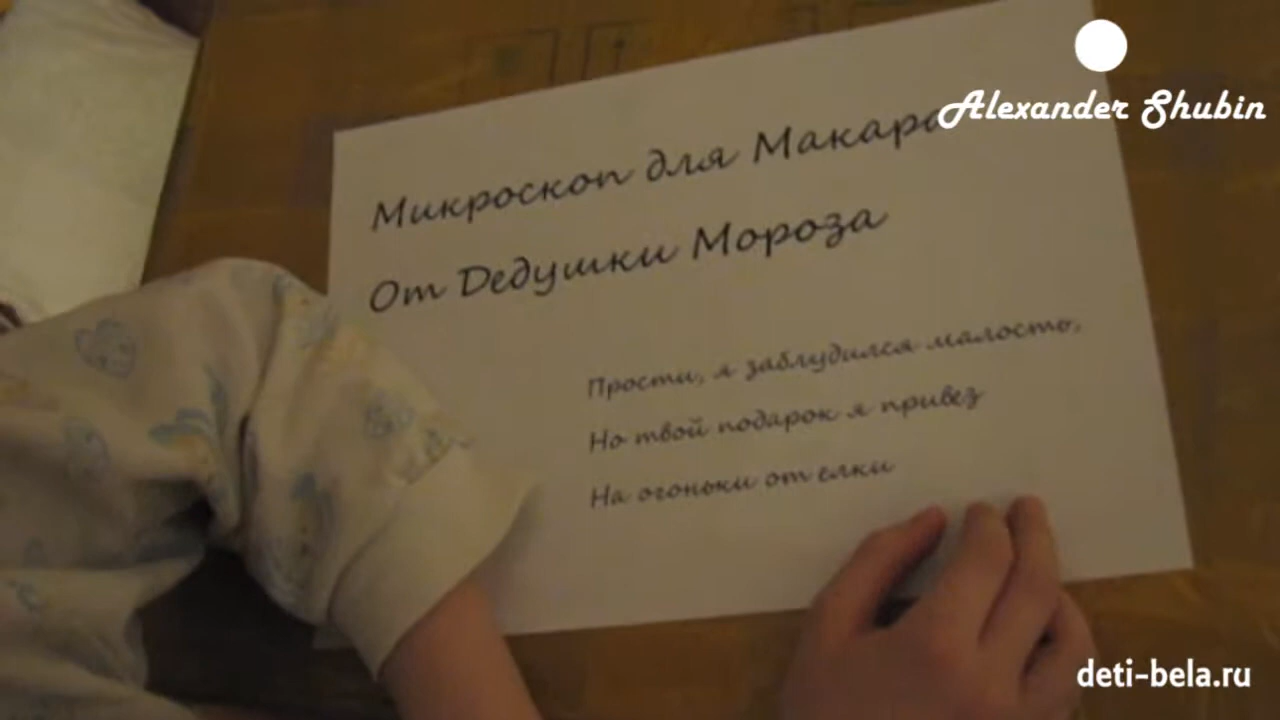 Alexander Shubin
Микроскоп для Макара
От Дедушки Мороза
Прости, я заблудился малость,
Но твой подарок я привез
На огоньки от елки
deti-bela.ru